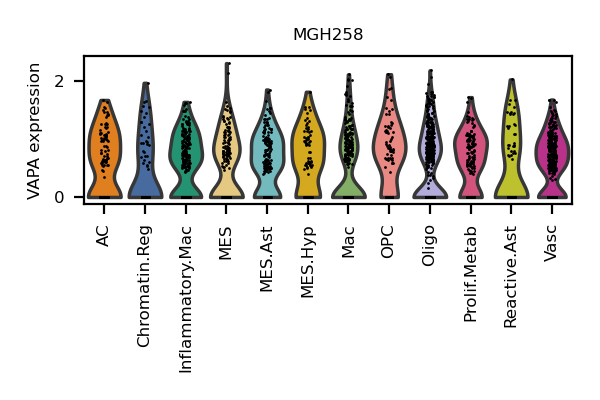 MGH258
VAPA expression
2
0
AC
Chromatin.Reg
Inflammatory.Mac
MES
MES.Ast
MES.Hyp
Mac
OPC
Oligo
Prolif.Metab
Reactive.Ast
Vasc